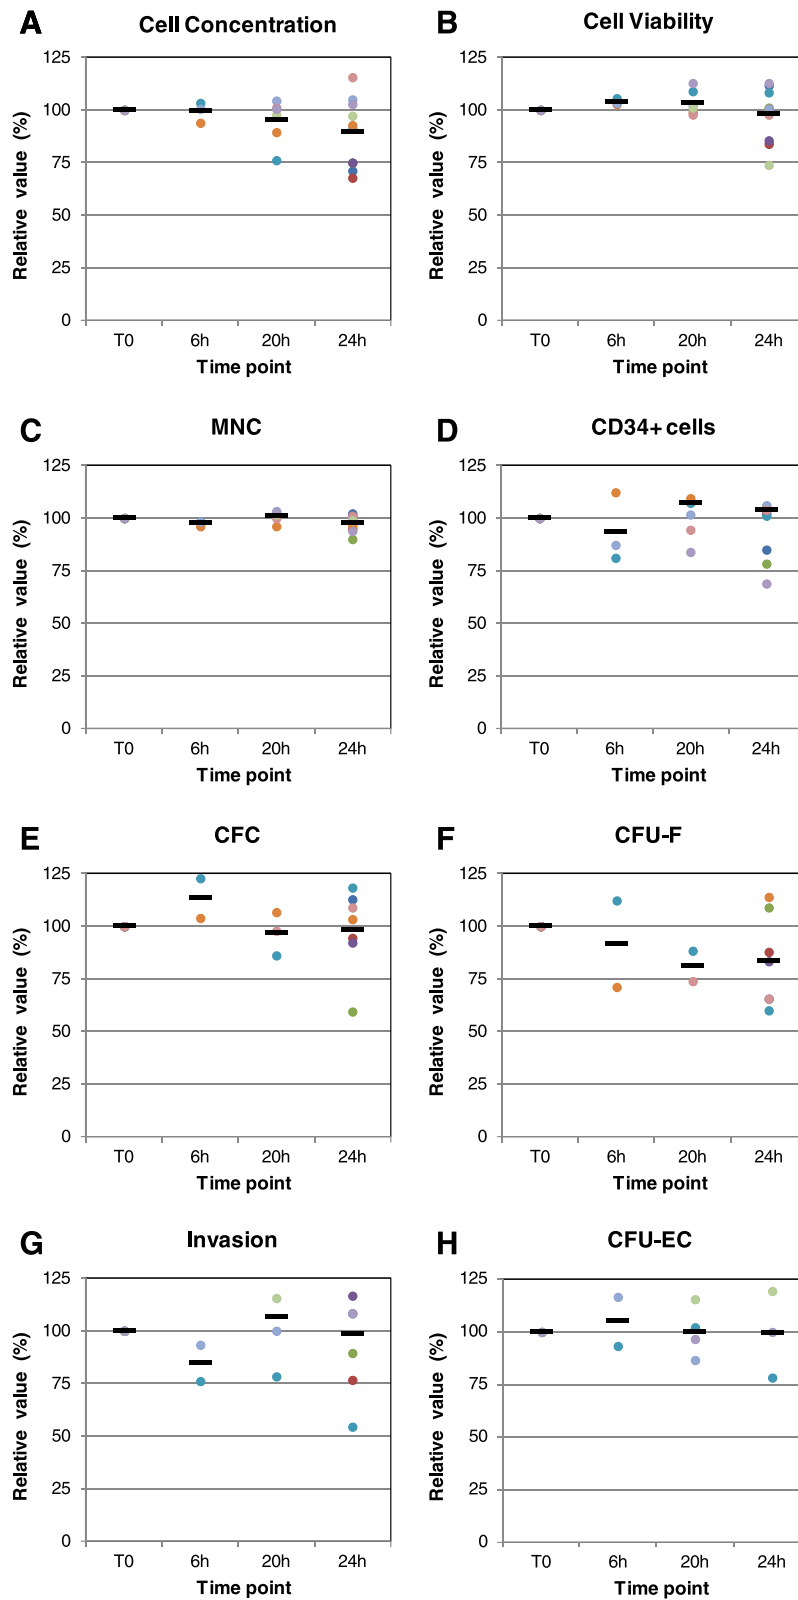 A Cell Concentration
125
100
75
50
25
0
Relative value (%)
T0 6h 20h 24h
Time point
B Cell Viability
125
100
75
50
25
0
Relative value (%)
T0 6h 20h 24h
Time point
C MNC
125
100
75
50
25
0
Relative value (%)
T0 6h 20h 24h
Time point
D CD34+ cells
125
100
75
50
25
0
Relative value (%)
T0 6h 20h 24h
Time point
E CFC
125
100
75
50
25
0
Relative value (%)
T0 6h 20h 24h
Time point
F CFU-F
125
100
75
50
25
0
Relative value (%)
T0 6h 20h 24h
Time point
G Invasion
125
100
75
50
25
0
Relative value (%)
T0 6h 20h 24h
Time point
H CFU-EC
125
100
75
50
25
0
Relative value (%)
T0 6h 20h 24h
Time point